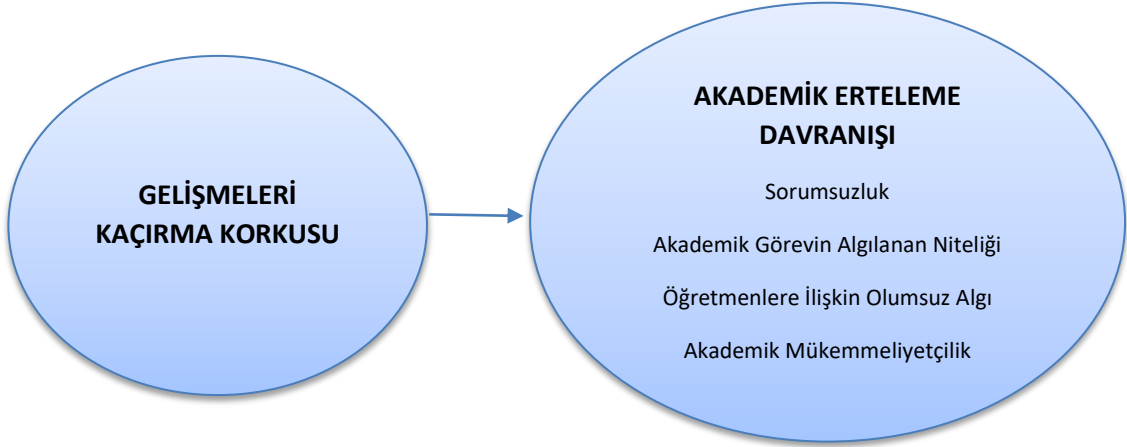 GELİŞMELERİ
KAÇIRMA KORKUSU
AKADEMİK ERTELEME
DAVRANIŞI
Sorumsuzluk
Akademik Görevin Algılanan Niteliği
Öğretmenlere İlişkin Olumsuz Algı
Akademik Mükemmeliyetçilik